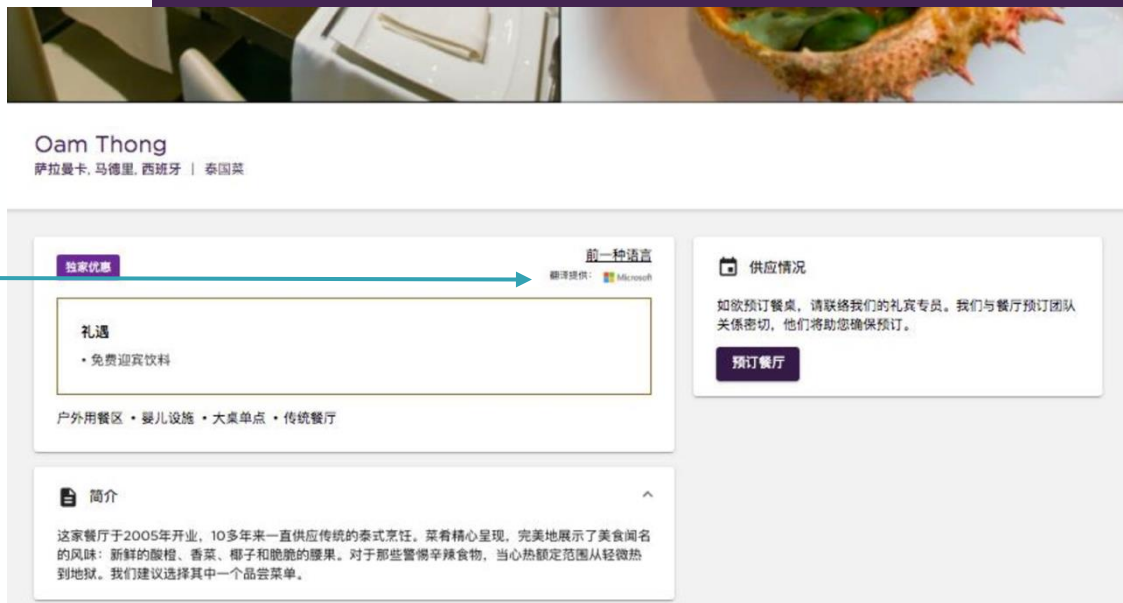 Oam Thong
萨拉曼卡, 马德里, 西班牙 | 泰国菜
独家优惠
前一种语言
翻译提供: Microsoft
礼遇
• 免费迎宾饮料
户外用餐区 • 婴儿设施 • 大桌单点 • 传统餐厅
供应情况
如欲预订餐桌，请联络我们的礼宾专员。我们与餐厅预订团队
关係密切，他们将助您确保预订。
预订餐厅
简介
这家餐厅于2005年开业，10多年来一直供应传统的泰式烹饪。菜肴精心呈现，完美地展示了美食闻名
的风味：新鲜的酸橙、香菜、椰子和脆脆的腰果。对于那些警惕辛辣食物，当心热额定范围从轻微热
到地狱。我们建议选择其中一个品尝菜单。